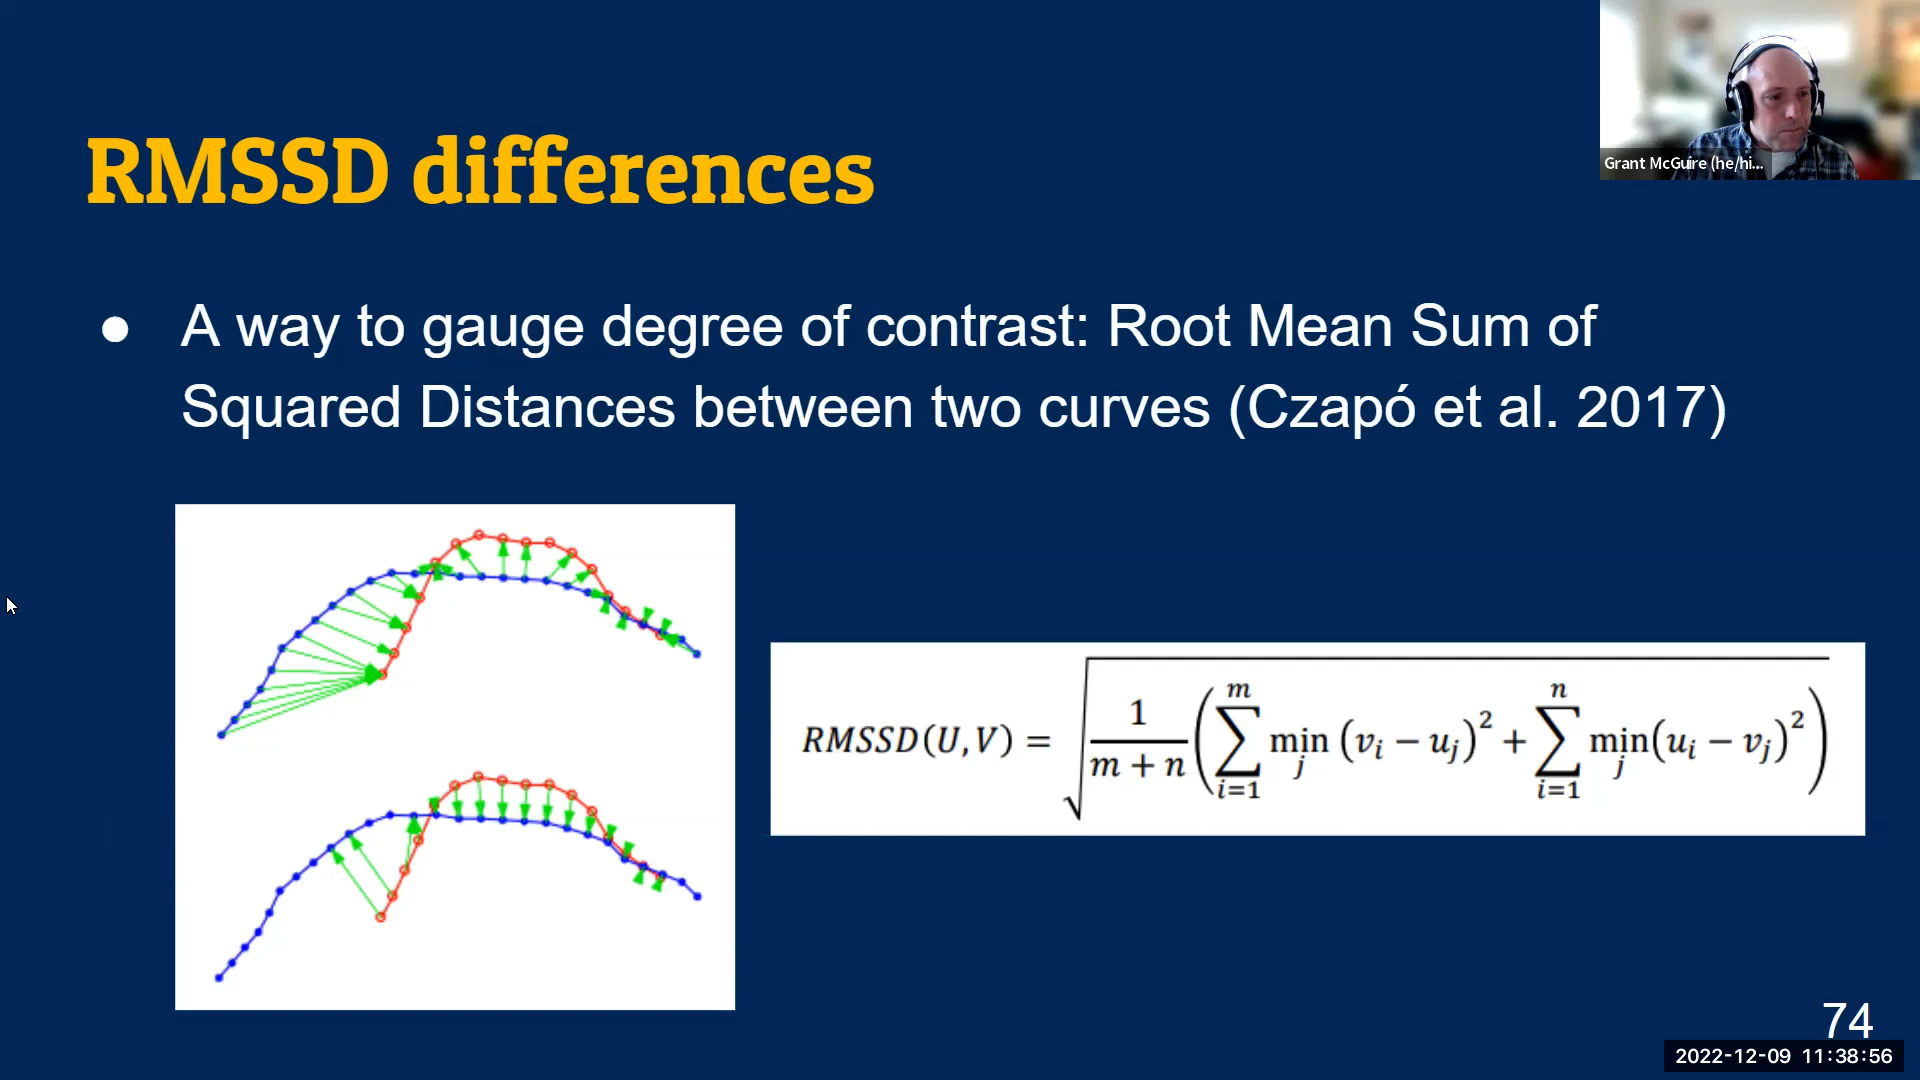 Grant McGuire (he/hi...
RMSSD differences
● A way to gauge degree of contrast: Root Mean Sum of
Squared Distances between two curves (Czapó et al. 2017)
RMSSD(U,V) = √(1/(m + n) (∑_{i=1}^{m} min_j (v_i − u_j)^2 + ∑_{i=1}^{n} min_j (u_i − v_j)^2))
74
2022-12-09 11:38:56